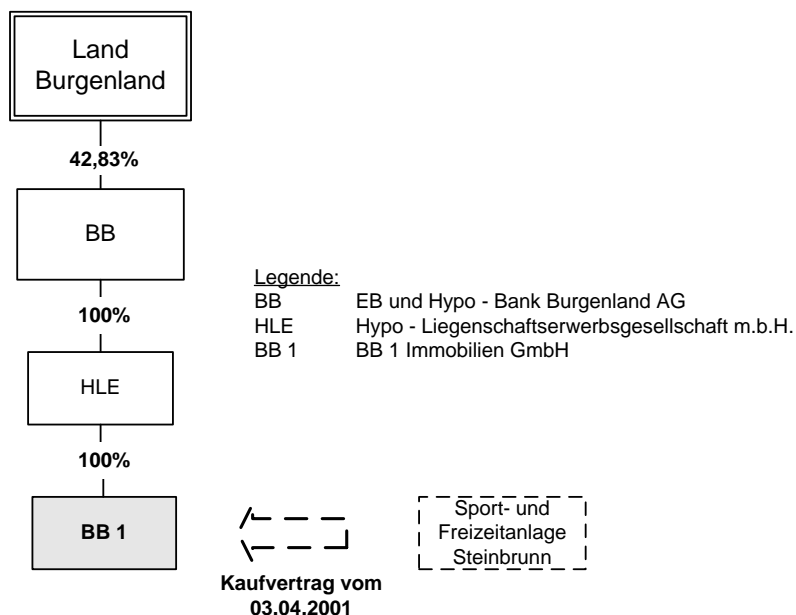 Land
Burgenland
42,83%
BB
100%
HLE
100%
BB 1
Legende:
BB EB und Hypo - Bank Burgenland AG
HLE Hypo - Liegenschaftserwerbsgesellschaft m.b.H.
BB 1 BB 1 Immobilien GmbH
Kaufvertrag vom
03.04.2001
Sport- und
Freizeitanlage
Steinbrunn